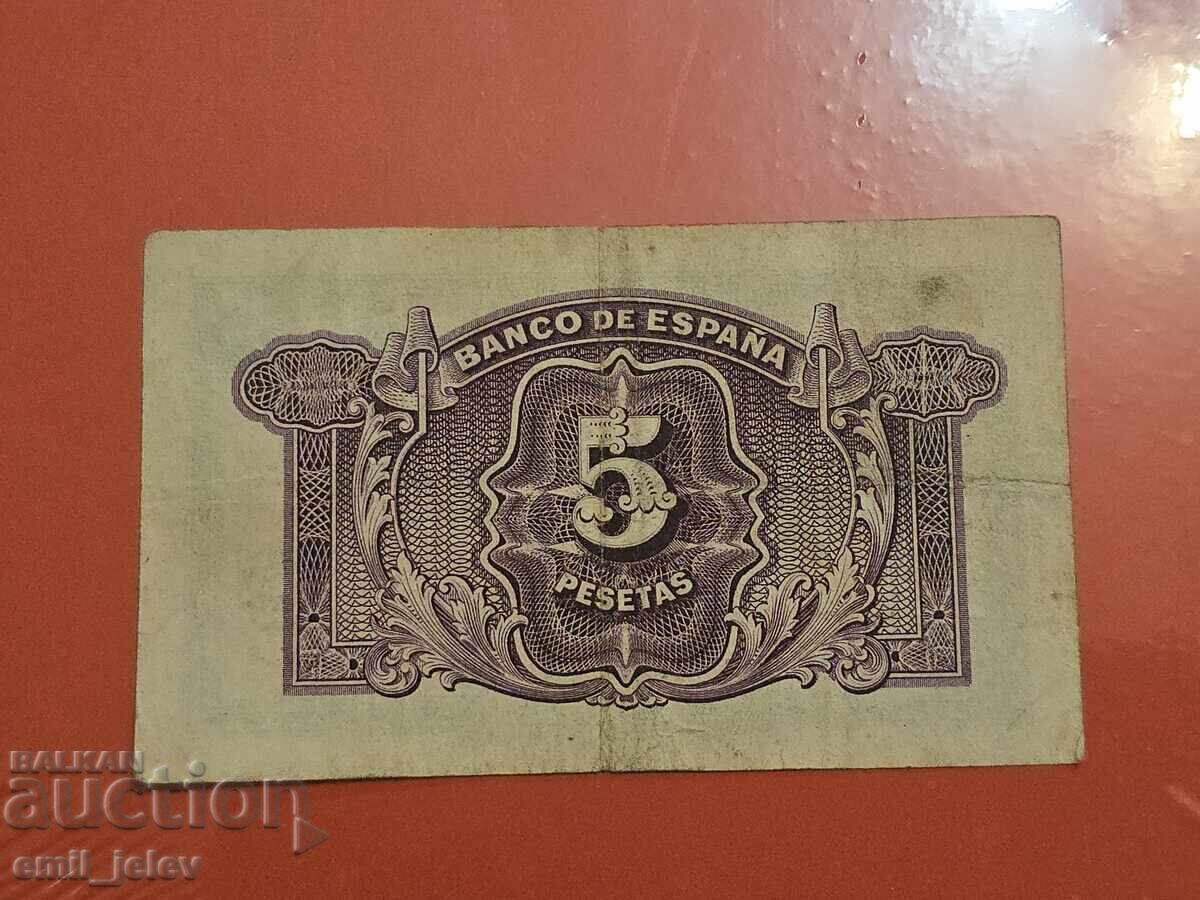 BANCO DE ESPAÑA
5
PESETAS
BALKAN
auction
emil_jelev